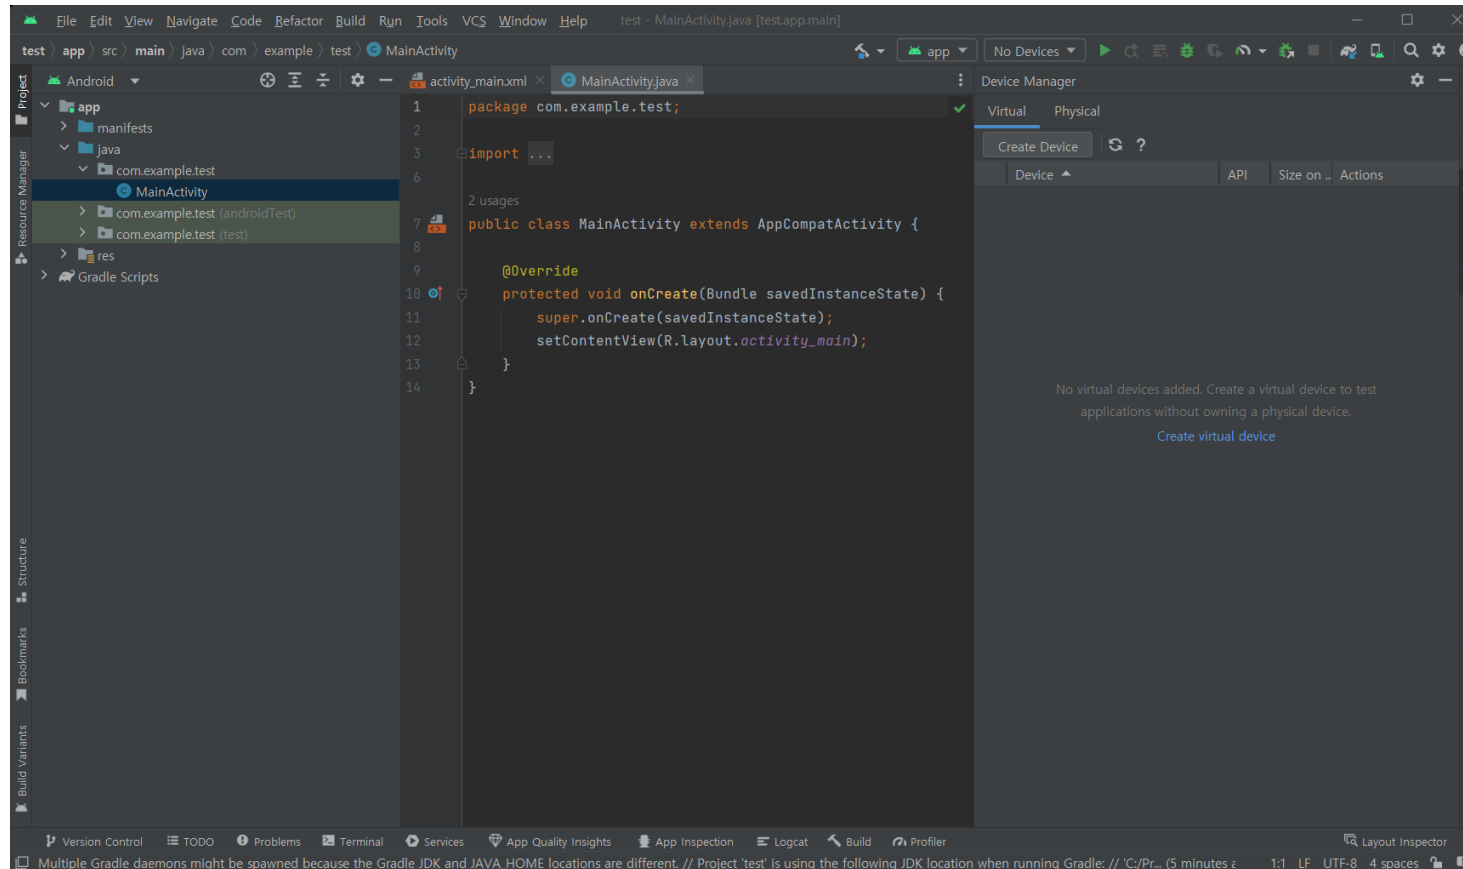 File Edit View Navigate Code Refactor Build Run Tools VCS Window Help test - MainActivity.java [test.app.main]
test app src main java com example test MainActivity app No Devices
Android activity_main.xml MainActivity.java Device Manager
Project
Resource Manager
Structure
Bookmarks
Build Variants
app
manifests
java
com.example.test
MainActivity
com.example.test (androidTest)
com.example.test (test)
res
Gradle Scripts
1 package com.example.test;
2
3 import ...
6
2 usages
7 public class MainActivity extends AppCompatActivity {
8
9 @Override
10 protected void onCreate(Bundle savedInstanceState) {
11 super.onCreate(savedInstanceState);
12 setContentView(R.layout.activity_main);
13 }
14 }
Virtual Physical
Create Device ?
Device API Size on .. Actions
No virtual devices added. Create a virtual device to test
applications without owning a physical device.
Create virtual device
Version Control TODO Problems Terminal Services App Quality Insights App Inspection Logcat Build Profiler Layout Inspector
Multiple Gradle daemons might be spawned because the Gradle JDK and JAVA_HOME locations are different. // Project 'test' is using the following JDK location when running Gradle: // 'C:/Pr... (5 minutes 1:1 LF UTF-8 4 spaces